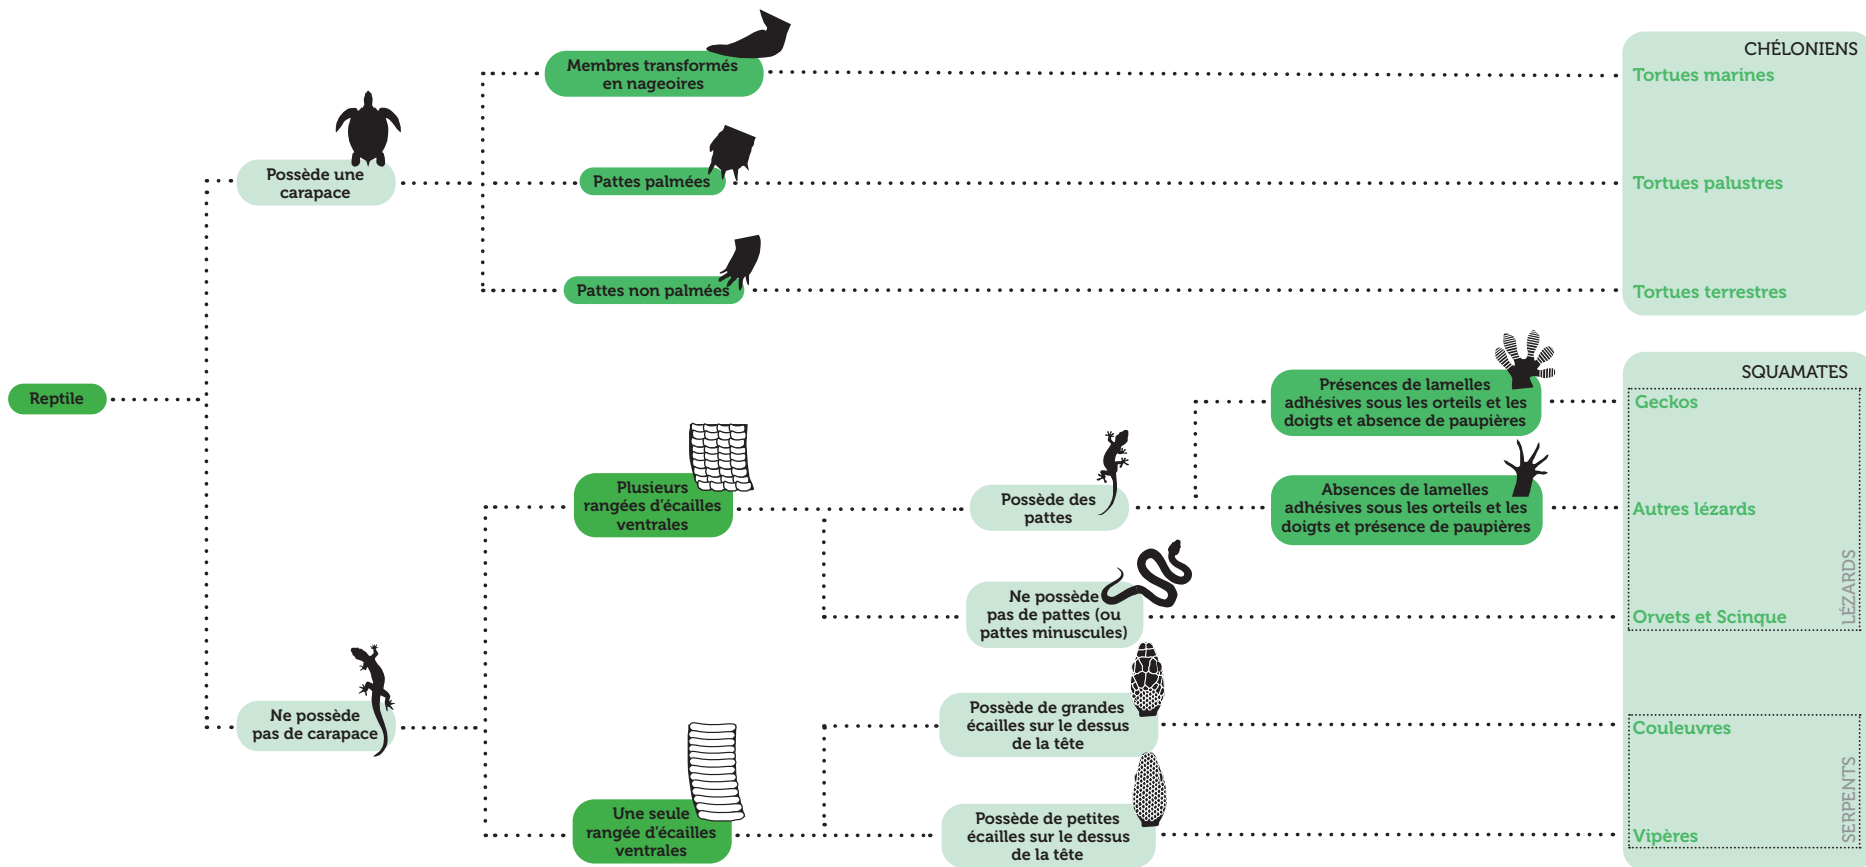 Reptile
Possède une
carapace
Membres transformés
en nageoires
Pattes palmées
Pattes non palmées
CHÉLONIENS
Tortues marines
Tortues palustres
Tortues terrestres
Ne possède
pas de carapace
Plusieurs
rangées d'écailles
ventrales
Possède des
pattes
Présences de lamelles
adhésives sous les orteils et les
doigts et absence de paupières
Absences de lamelles
adhésives sous les orteils et les
doigts et présence de paupières
Ne possède
pas de pattes (ou
pattes minuscules)
Une seule
rangée d'écailles
ventrales
Possède de grandes
écailles sur le dessus
de la tête
Possède de petites
écailles sur le dessus
de la tête
SQUAMATES
Geckos
Autres lézards
Orvets et Scinque
LÉZARDS
Couleuvres
Vipères
SERPENTS